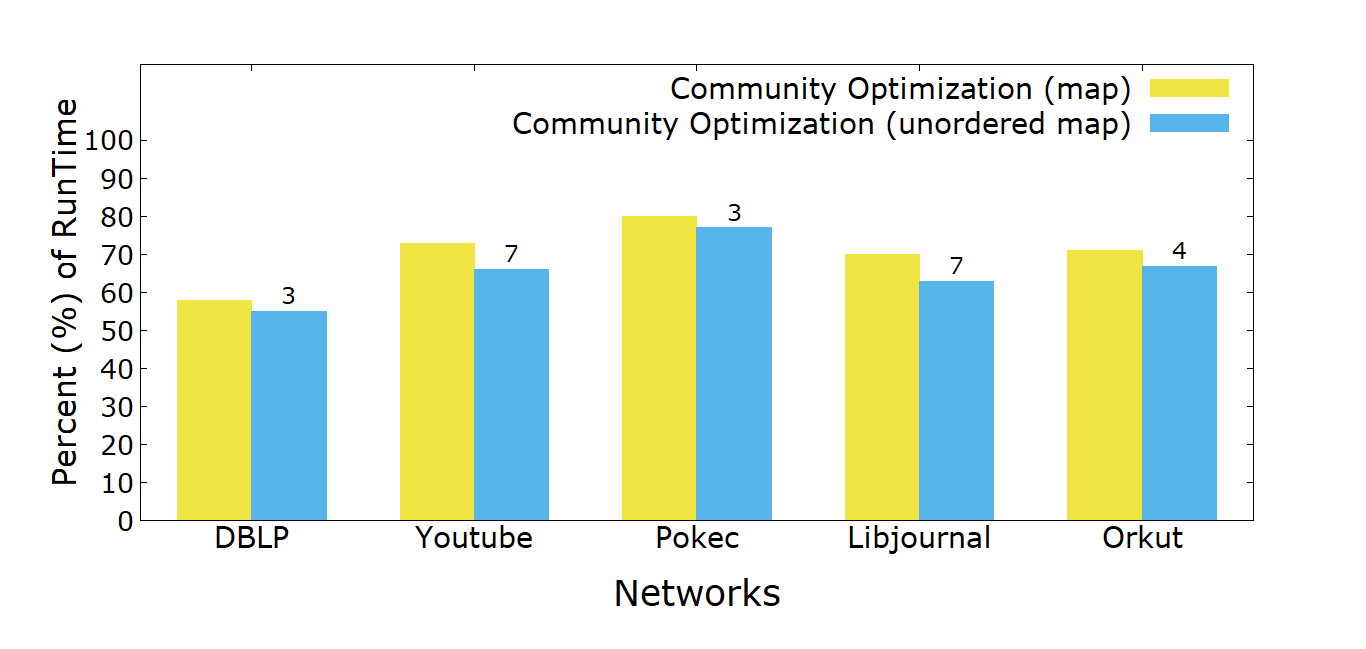 Community Optimization (map)
Community Optimization (unordered map)
Percent (%) of RunTime
100
90
80
70
60
50
40
30
20
10
0
3
7
3
7
4
DBLP
Youtube
Pokec
Libjournal
Orkut
Networks